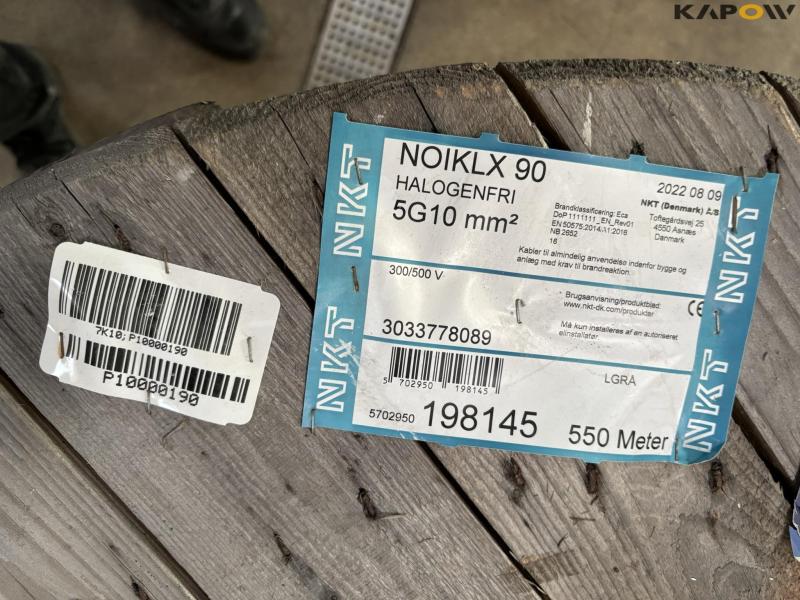 KAPOW
NKT
NKT
NKT
NKT
NOIKLX 90
HALOGENFRI
5G10 mm²
Brandklassificering: Eca
DoP 1111111_EN_Rev01
EN 50575:2014/A1:2016
NB 2652
16
2022 08 09
NKT (Denmark) A/S
Toftegårdsvej 25
4550 Asnæs
Danmark
Kabler til almindelig anvendelse indenfor bygge og
anlæg med krav til brandreaktion.
300/500 V
3033778089
Brugsanvisning/produktblad:
www.nkt-dk.com/produkter
CE
Må kun installeres af en autoriseret
elinstallatør.
5 702950 198145
LGRÅ
5702950 198145
550 Meter
7K10;P10000190
P10000190